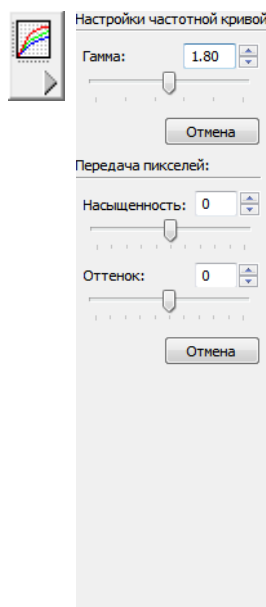 Настройки частотной кривой
Гамма: 1.80
Отмена
Передача пикселей:
Насыщенность: 0
Оттенок: 0
Отмена